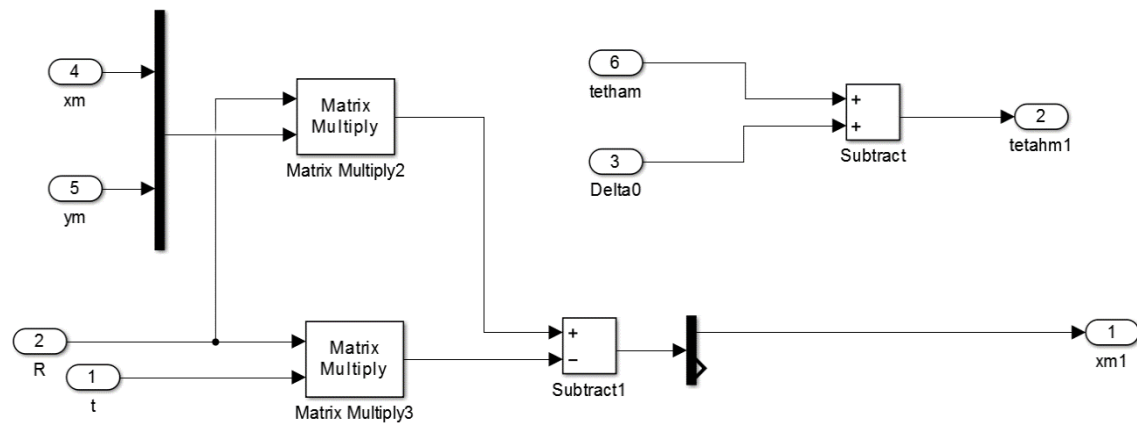 4
xm
5
ym
Matrix
Multiply
Matrix Multiply2
6
tetham
3
Delta0
+
+
Subtract
2
tetahm1
2
R
1
t
Matrix
Multiply
Matrix Multiply3
+
−
Subtract1
1
xm1